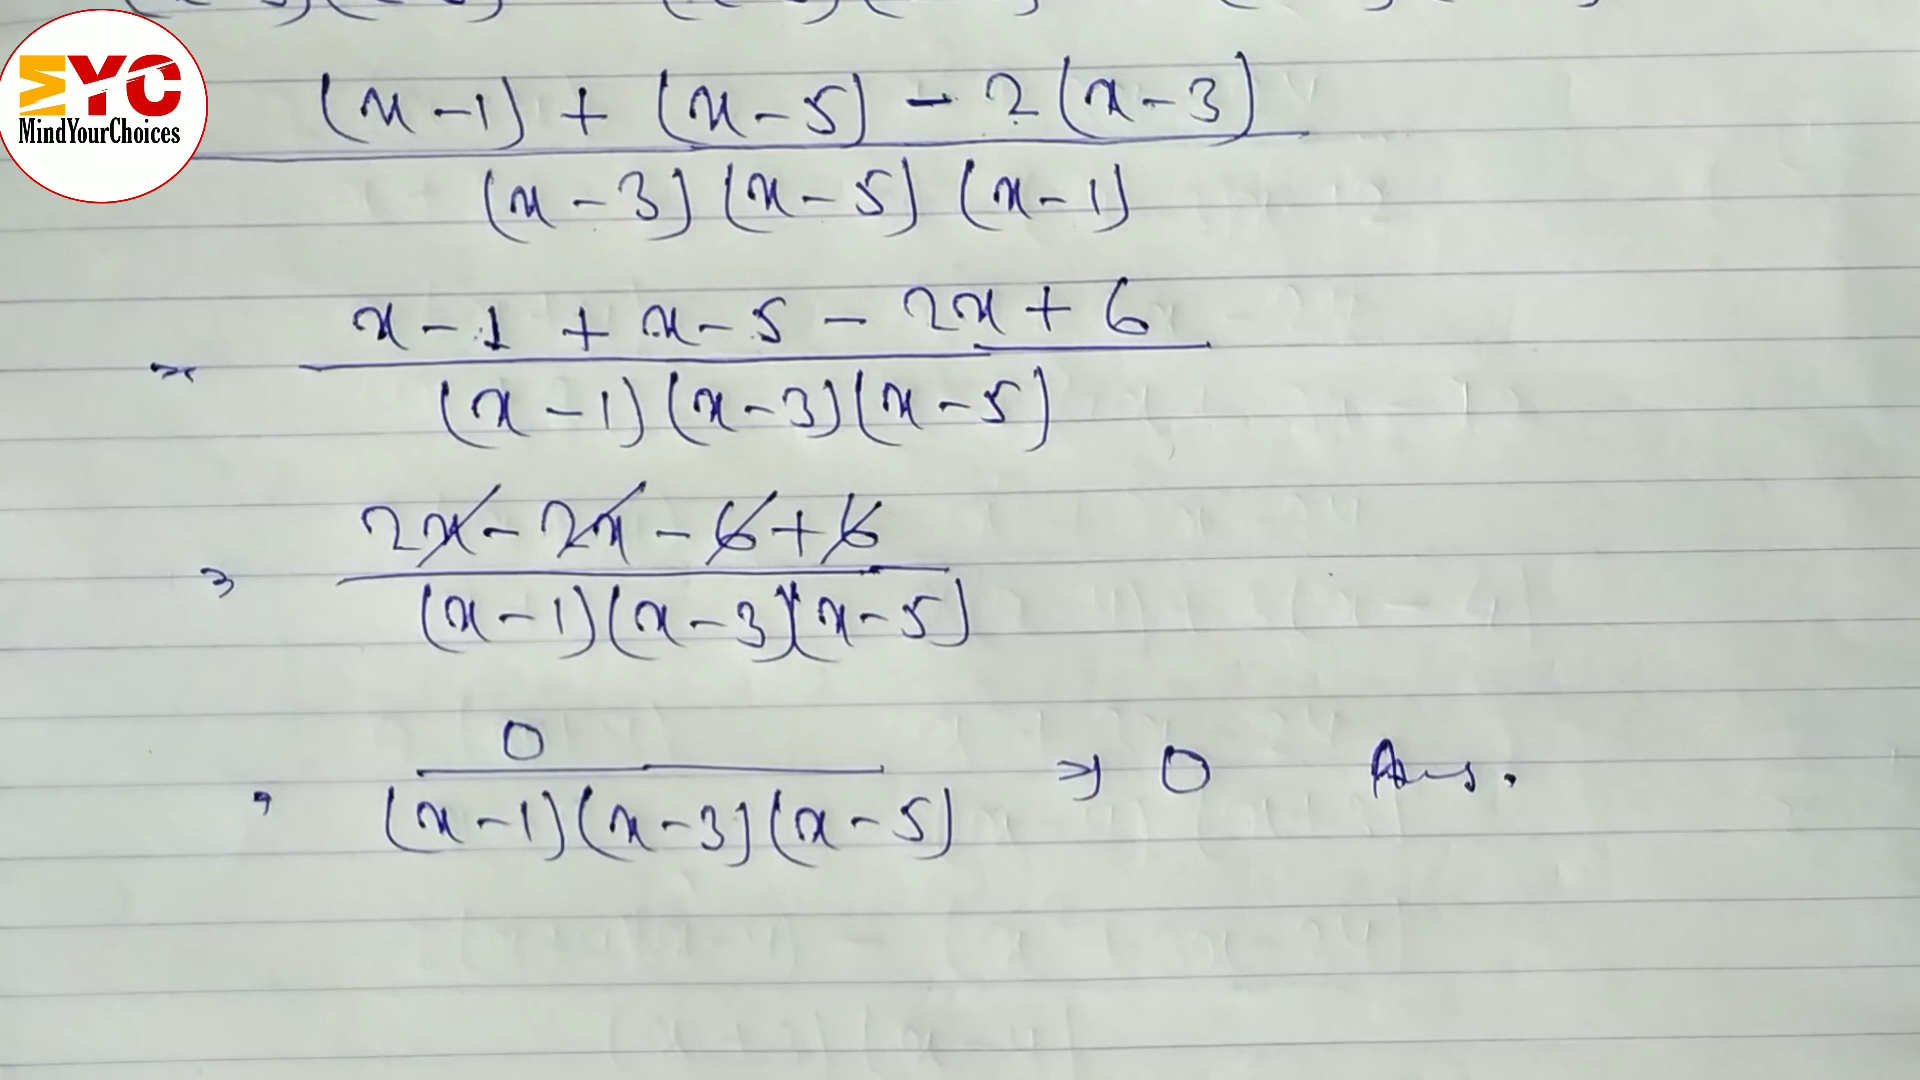 MYC
MindYourChoices
(x-1) + (x-5) - 2(x-3)
(x-3)(x-5)(x-1)
x-1 + x-5 - 2x + 6
(x-1)(x-3)(x-5)
2x - 2x - 6 + 6
(x-1)(x-3)(x-5)
0
(x-1)(x-3)(x-5) ⇒ 0 Ans.